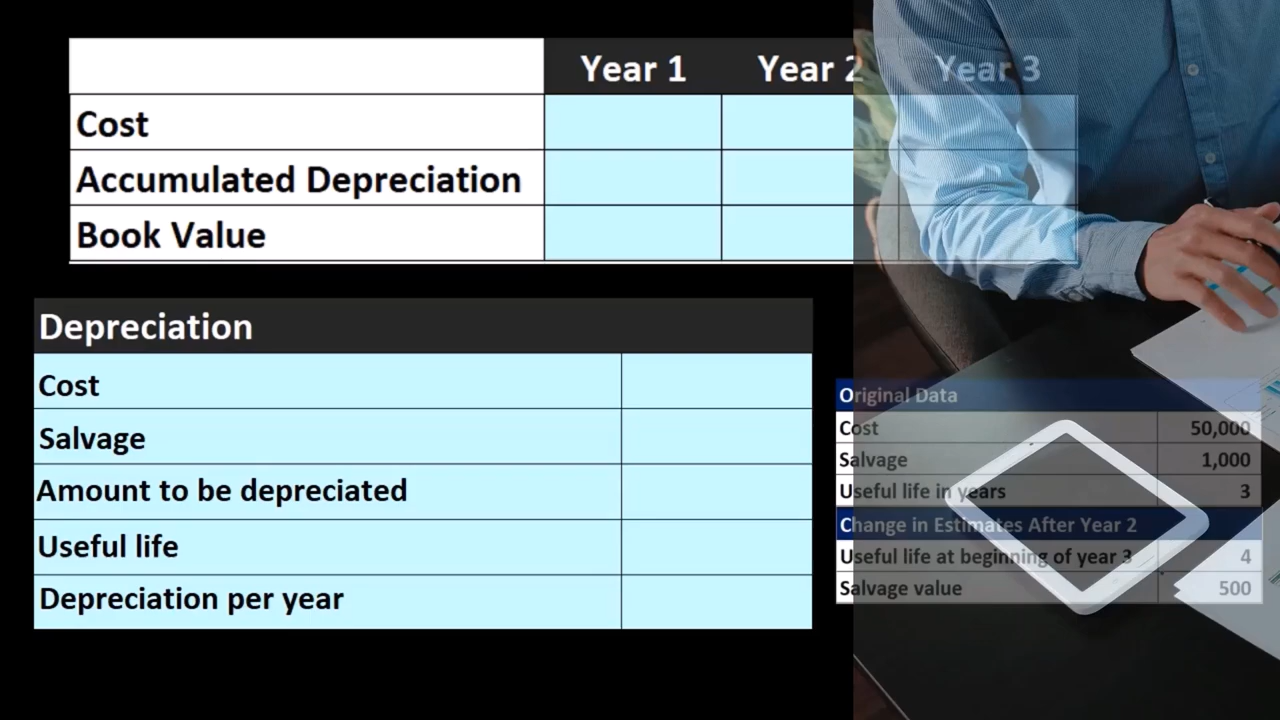 Year 1 Year 2 Year 3
Cost
Accumulated Depreciation
Book Value
Depreciation
Cost
Salvage
Amount to be depreciated
Useful life
Depreciation per year
Original Data
Cost 50,000
Salvage 1,000
Useful life in years 3
Change in Estimates After Year 2
Useful life at beginning of year 3 4
Salvage value 500